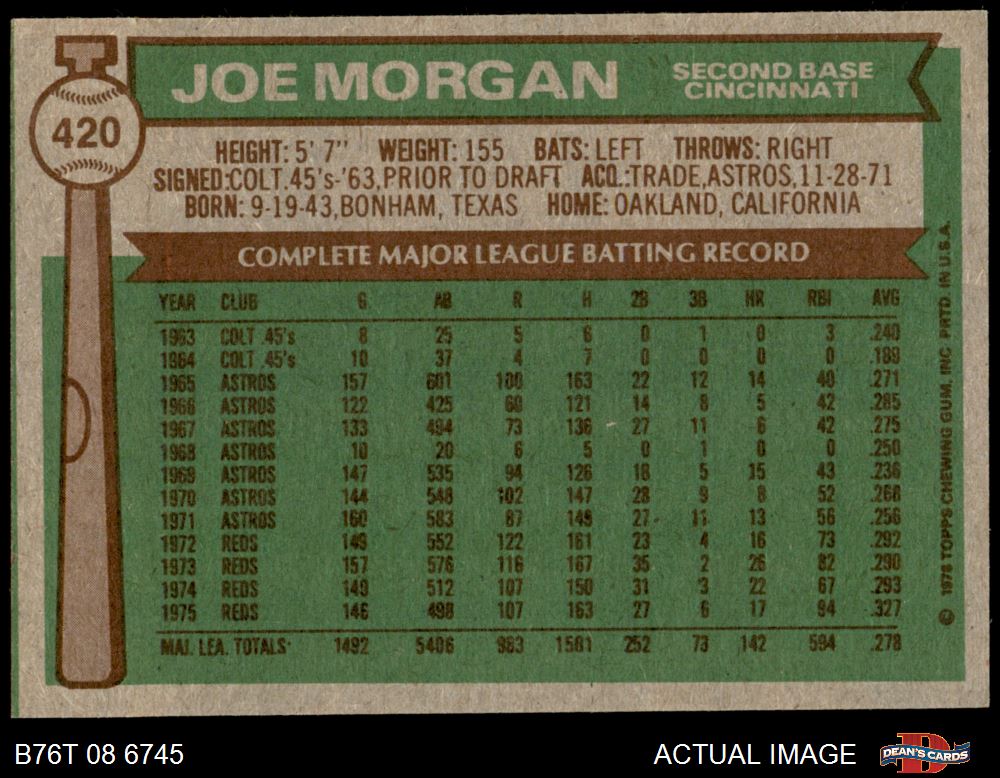 420
JOE MORGAN SECOND BASE
CINCINNATI
HEIGHT: 5' 7" WEIGHT: 155 BATS: LEFT THROWS: RIGHT
SIGNED: COLT.45's-'63, PRIOR TO DRAFT ACQ.: TRADE, ASTROS, 11-28-71
BORN: 9-19-43, BONHAM, TEXAS HOME: OAKLAND, CALIFORNIA
COMPLETE MAJOR LEAGUE BATTING RECORD
YEAR CLUB G AB R H 2B 3B HR RBI AVG
1963 COLT .45's 8 25 5 6 0 1 0 3 .240
1964 COLT .45's 10 37 4 7 0 0 0 0 .189
1965 ASTROS 157 601 100 163 22 12 14 40 .271
1966 ASTROS 122 425 60 121 14 8 5 42 .285
1967 ASTROS 133 494 73 136 27 11 6 42 .275
1968 ASTROS 10 20 6 5 0 1 0 0 .250
1969 ASTROS 147 535 94 126 18 5 15 43 .236
1970 ASTROS 144 548 102 147 28 9 8 52 .268
1971 ASTROS 160 583 87 149 27 11 13 56 .256
1972 REDS 149 552 122 161 23 4 16 73 .292
1973 REDS 157 576 116 167 35 2 26 82 .290
1974 REDS 149 512 107 150 31 3 22 67 .293
1975 REDS 146 498 107 163 27 6 17 94 .327
MAJ. LEA. TOTALS 1492 5406 983 1501 252 73 142 594 .278
© 1976 TOPPS CHEWING GUM, INC. PRTD. IN U.S.A.
B76T 08 6745 ACTUAL IMAGE DEAN'S CARDS